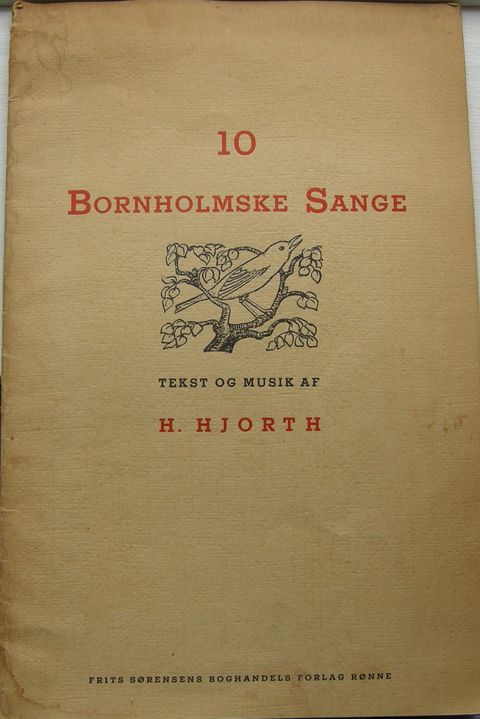 10
BORNHOLMSKE SANGE
TEKST OG MUSIK AF
H. HJORTH
FRITS SØRENSENS BOGHANDELS FORLAG RØNNE